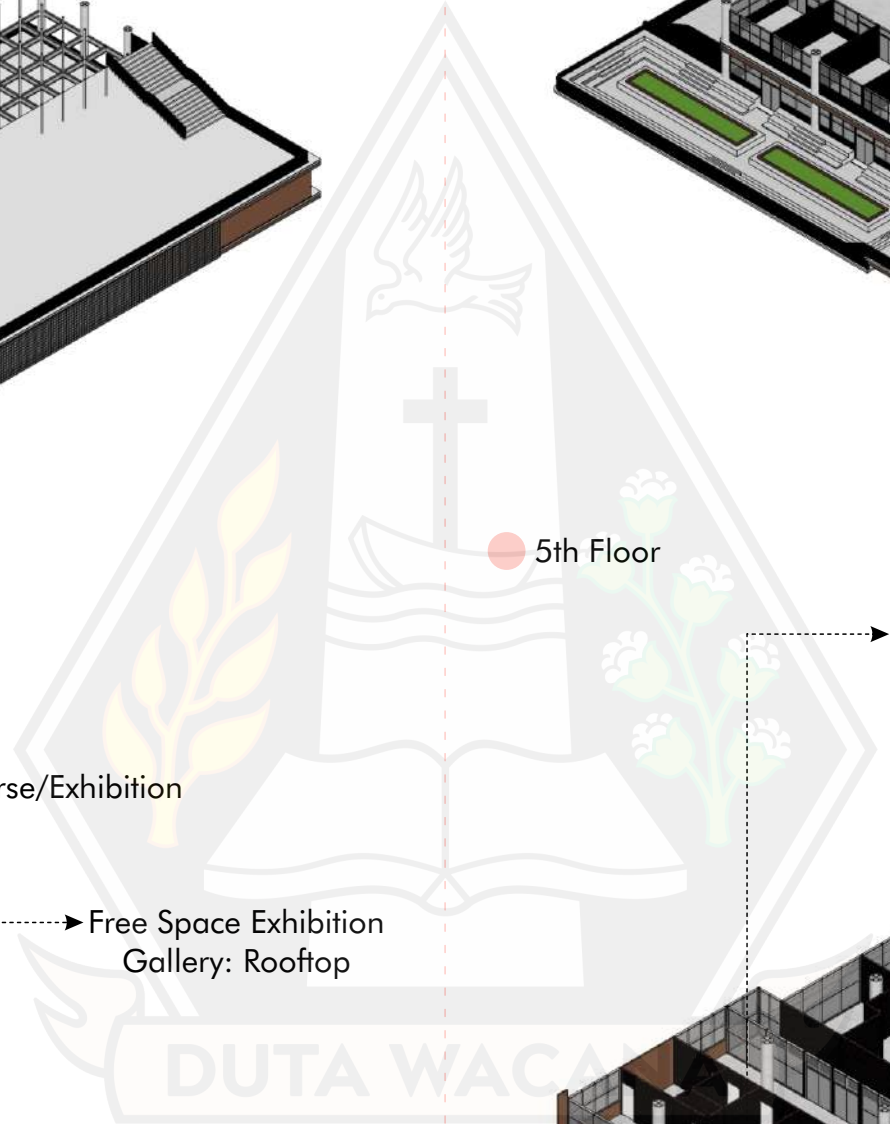 5th Floor
rse/Exhibition
Free Space Exhibition
Gallery: Rooftop
DUTA WACANA